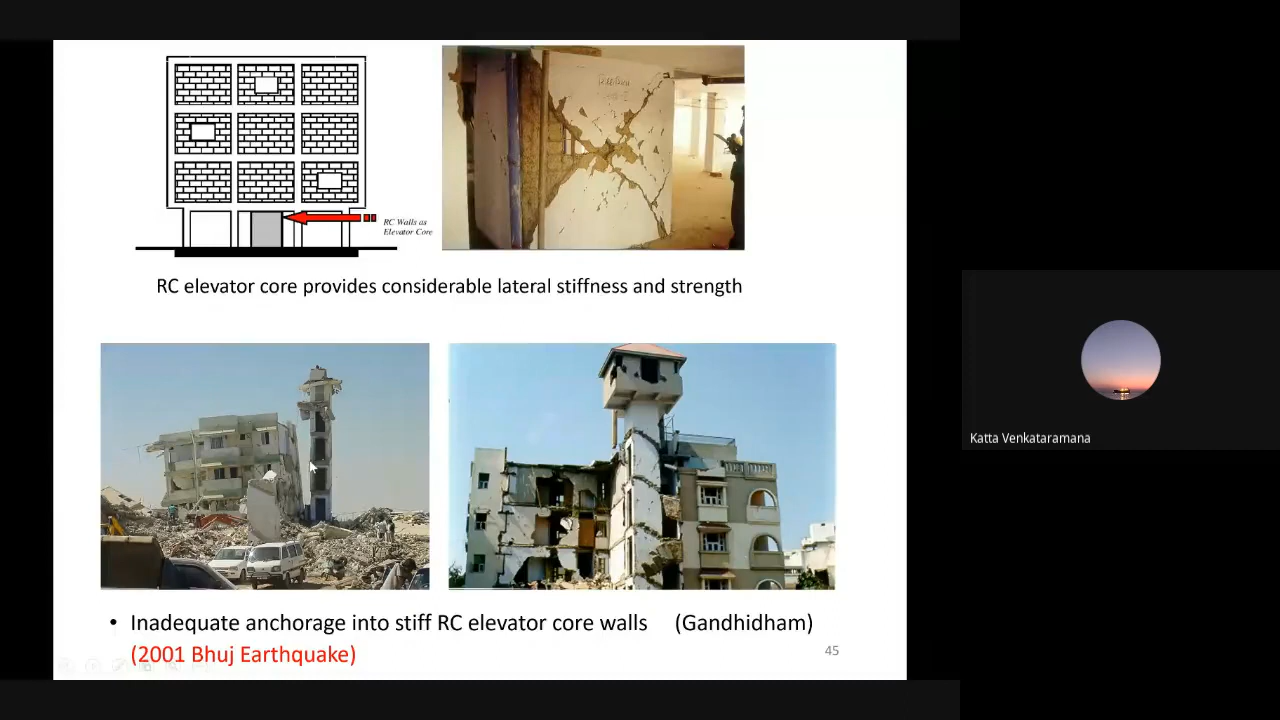 RC Walls as
Elevator Core
RC elevator core provides considerable lateral stiffness and strength
• Inadequate anchorage into stiff RC elevator core walls (Gandhidham)
(2001 Bhuj Earthquake)
45
Katta Venkataramana